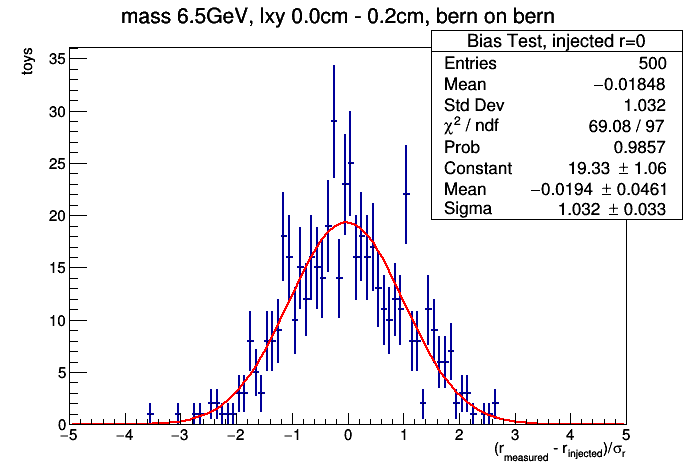 mass 6.5GeV, lxy 0.0cm - 0.2cm, bern on bern
Bias Test, injected r=0
Entries 500
Mean −0.01848
Std Dev 1.032
χ² / ndf 69.08 / 97
Prob 0.9857
Constant 19.33 ± 1.06
Mean −0.0194 ± 0.0461
Sigma 1.032 ± 0.033
toys
35
30
25
20
15
10
5
0
−5 −4 −3 −2 −1 0 1 2 3 4 5
(r_measured - r_injected)/σ_r